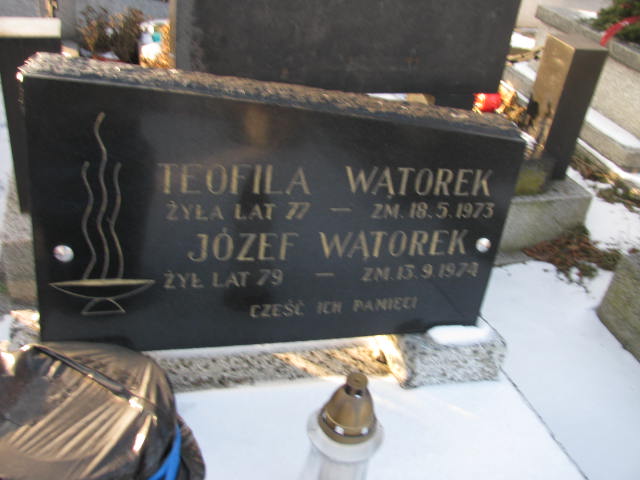 TEOFILA WĄTOREK
ŻYŁA LAT 77 — ZM. 18.5.1973
JÓZEF WĄTOREK
ŻYŁ LAT 79 — ZM. 13.9.1974
CZEŚĆ ICH PAMIĘCI